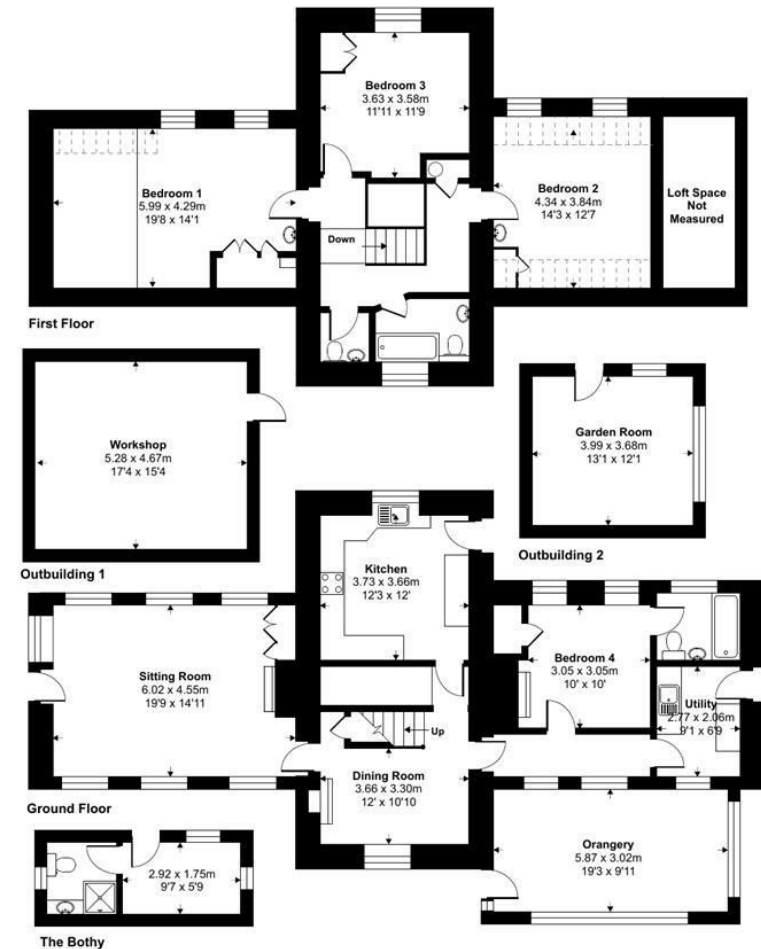 Bedroom 3
3.63 x 3.58m
11'11 x 11'9
Bedroom 1
5.99 x 4.29m
19'8 x 14'1
Bedroom 2
4.34 x 3.84m
14'3 x 12'7
Loft Space
Not
Measured
Down
First Floor
Workshop
5.28 x 4.67m
17'4 x 15'4
Garden Room
3.99 x 3.68m
13'1 x 12'1
Outbuilding 1
Outbuilding 2
Kitchen
3.73 x 3.66m
12'3 x 12'
Sitting Room
6.02 x 4.55m
19'9 x 14'11
Bedroom 4
3.05 x 3.05m
10' x 10'
Utility
2.77 x 2.06m
9'1 x 6'9
Up
Dining Room
3.66 x 3.30m
12' x 10'10
Ground Floor
Orangery
5.87 x 3.02m
19'3 x 9'11
2.92 x 1.75m
9'7 x 5'9
The Bothy